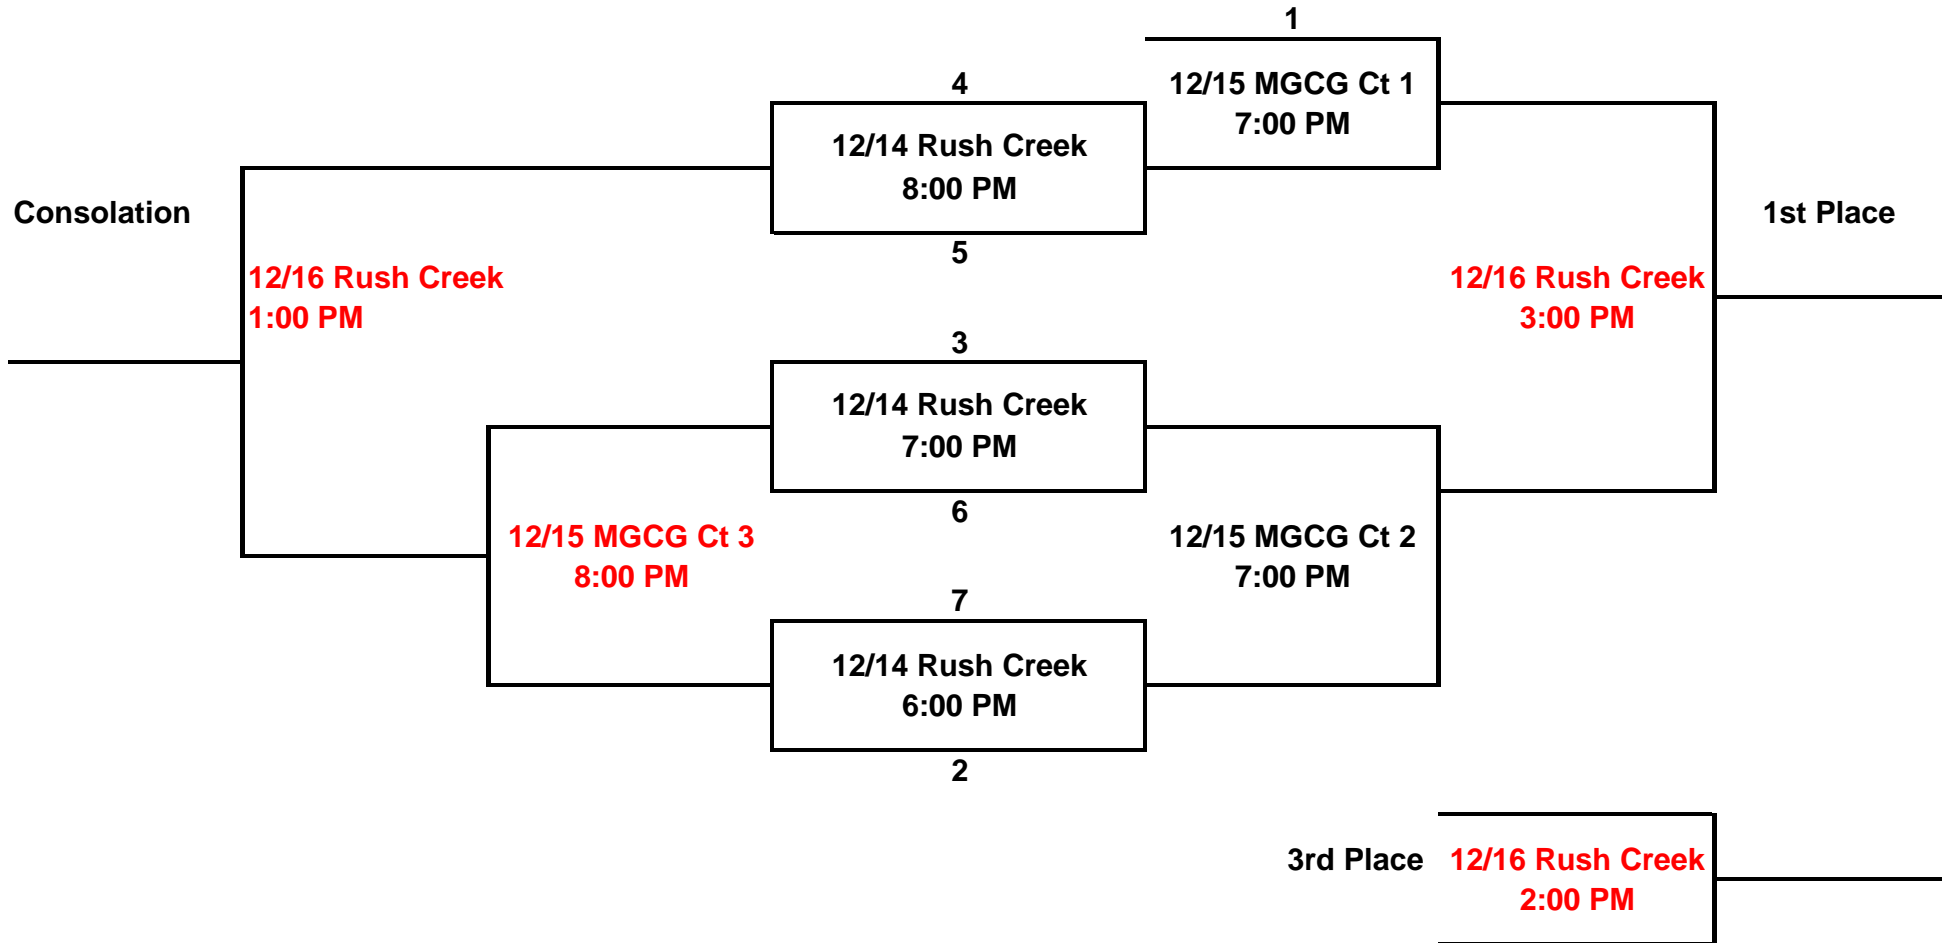 1
4
12/15 MGCG Ct 1
7:00 PM
12/14 Rush Creek
8:00 PM
Consolation
1st Place
5
12/16 Rush Creek
1:00 PM
12/16 Rush Creek
3:00 PM
3
12/14 Rush Creek
7:00 PM
6
12/15 MGCG Ct 3
8:00 PM
12/15 MGCG Ct 2
7:00 PM
7
12/14 Rush Creek
6:00 PM
2
3rd Place
12/16 Rush Creek
2:00 PM